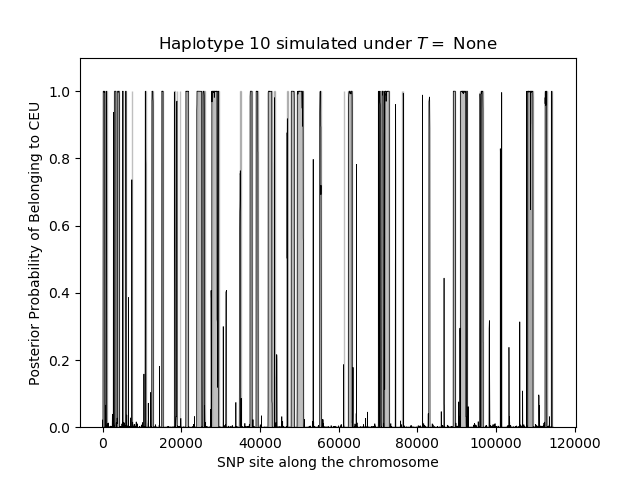 Haplotype 10 simulated under T = None
Posterior Probability of Belonging to CEU
1.0
0.8
0.6
0.4
0.2
0.0
0 20000 40000 60000 80000 100000 120000
SNP site along the chromosome